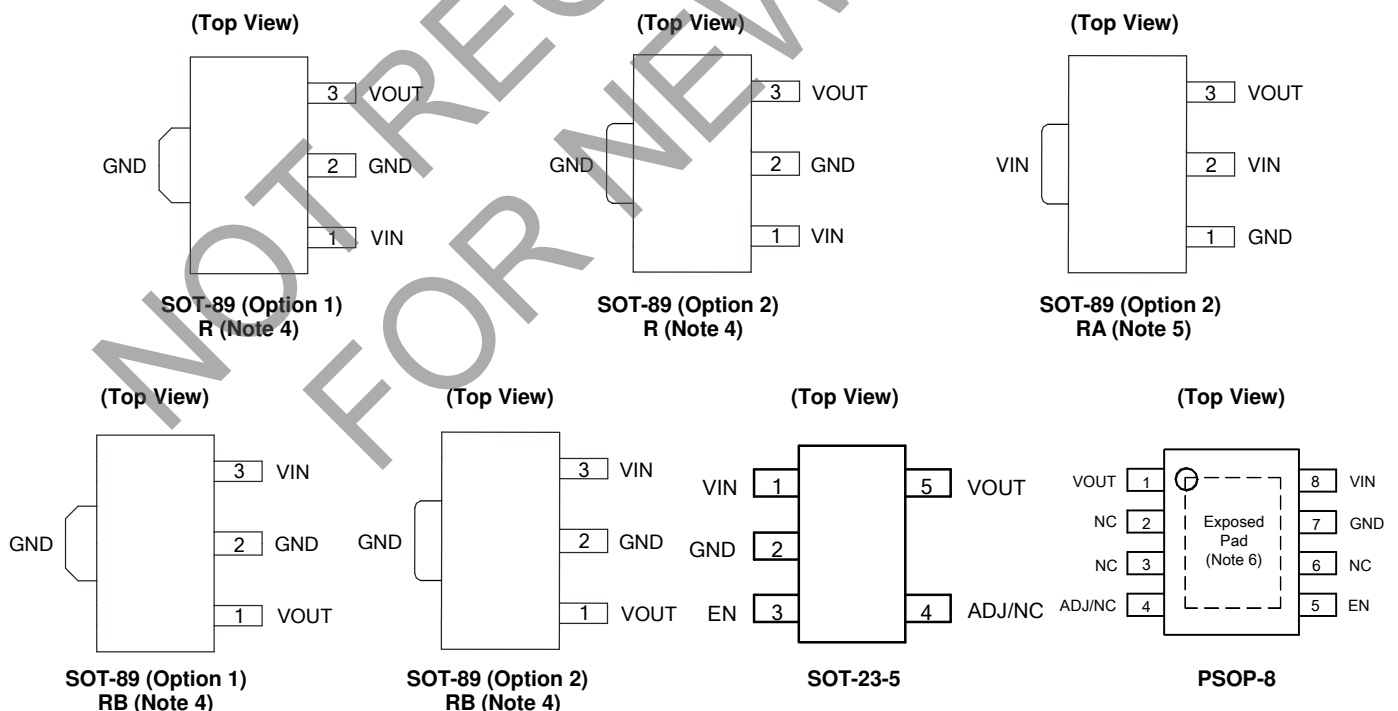 (Top View)
3 VOUT
GND
2 GND
1 VIN
SOT-89 (Option 1)
R (Note 4)
(Top View)
3 VOUT
GND
2 GND
1 VIN
SOT-89 (Option 2)
R (Note 4)
(Top View)
3 VOUT
VIN
2 VIN
1 GND
SOT-89 (Option 2)
RA (Note 5)
(Top View)
3 VIN
GND
2 GND
1 VOUT
SOT-89 (Option 1)
RB (Note 4)
(Top View)
3 VIN
GND
2 GND
1 VOUT
SOT-89 (Option 2)
RB (Note 4)
(Top View)
VIN 1
5 VOUT
GND 2
EN 3
4 ADJ/NC
SOT-23-5
(Top View)
VOUT 1
8 VIN
NC 2
7 GND
Exposed
Pad
(Note 6)
NC 3
6 NC
ADJ/NC 4
5 EN
PSOP-8
NOT
FOR NEW